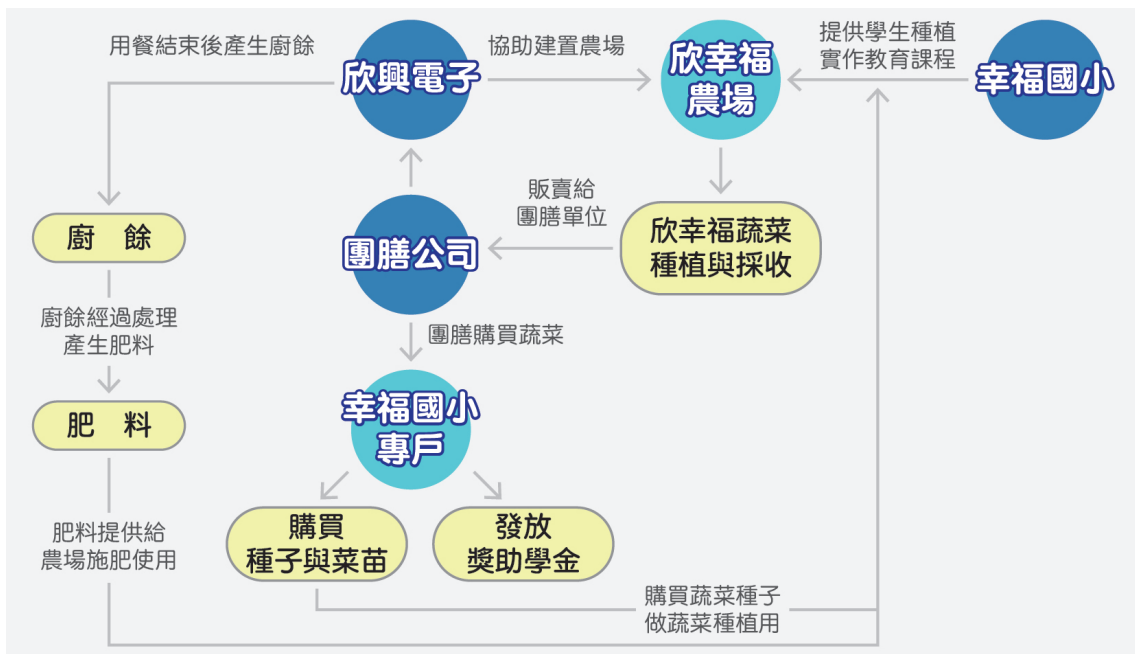 用餐結束後產生廚餘
欣興電子
協助建置農場
欣幸福
農場
提供學生種植
實作教育課程
幸福國小
廚 餘
團膳公司
販賣給
團膳單位
欣幸福蔬菜
種植與採收
廚餘經過處理
產生肥料
團膳購買蔬菜
肥 料
幸福國小
專戶
肥料提供給
農場施肥使用
購買
種子與菜苗
發放
獎助學金
購買蔬菜種子
做蔬菜種植用